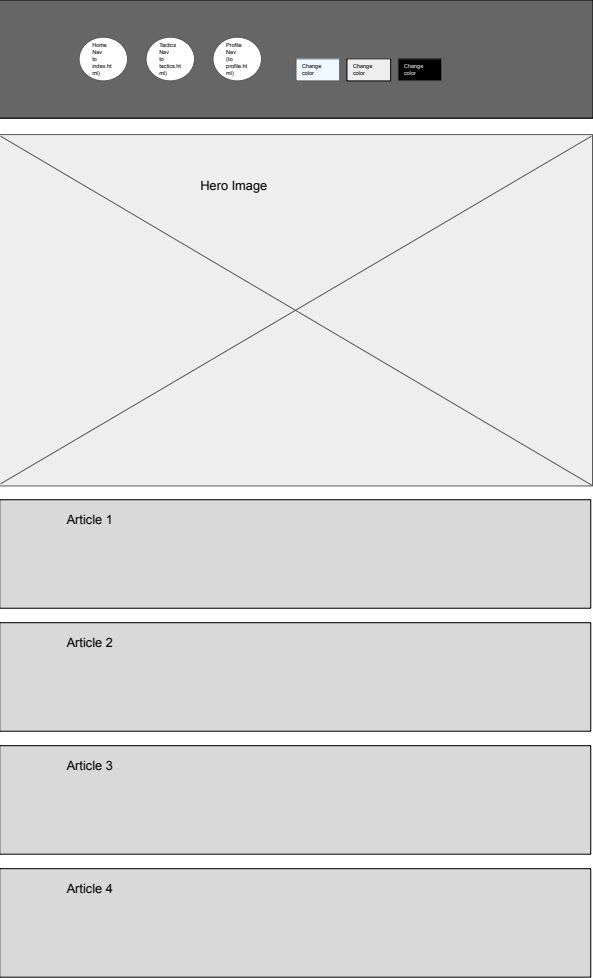 Home
Nav
to
index.ht
ml)
Tactics
Nav
to
tactics.ht
ml)
Profile
Nav
(to
profile.ht
ml)
Change
color
Change
color
Change
color
Hero Image
Article 1
Article 2
Article 3
Article 4